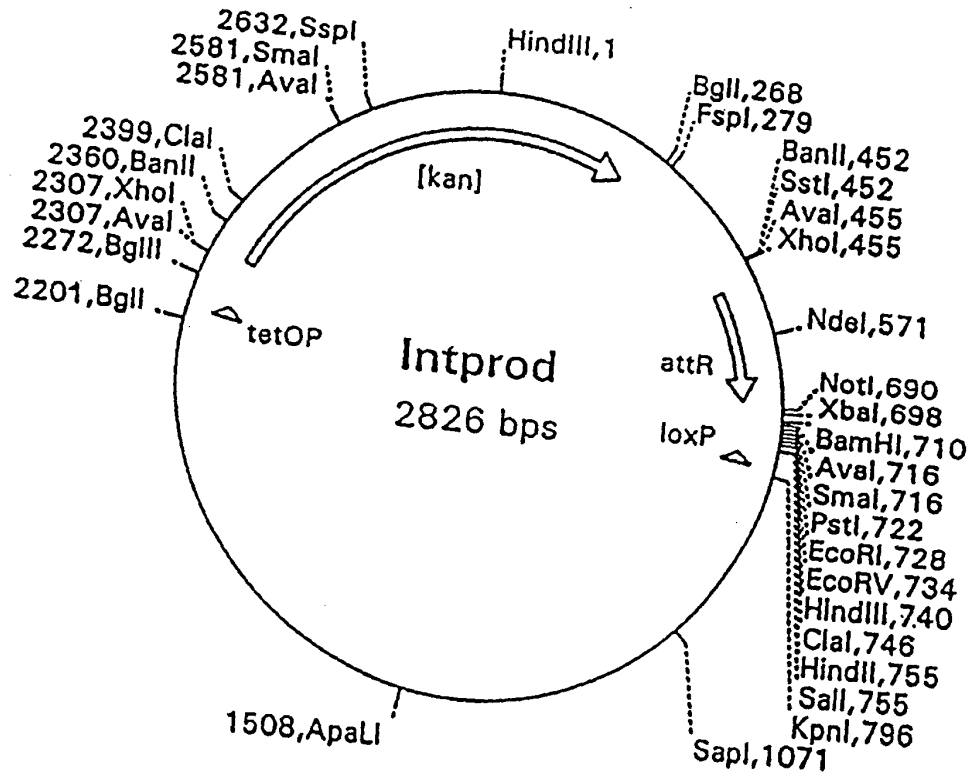 2632,SspI
2581,SmaI
2581,AvaI
2399,ClaI
2360,BanII
2307,XhoI
2307,AvaI
2272,BglII
2201,BglI
HindIII,1
BglI,268
FspI,279
BanII,452
SstI,452
AvaI,455
XhoI,455
NdeI,571
NotI,690
XbaI,698
BamHI,710
AvaI,716
SmaI,716
PstI,722
EcoRI,728
EcoRV,734
HindIII,740
ClaI,746
HindII,755
SalI,755
KpnI,796
SapI,1071
1508,ApaLI
[kan]
tetOP
attR
loxP
Intprod
2826 bps